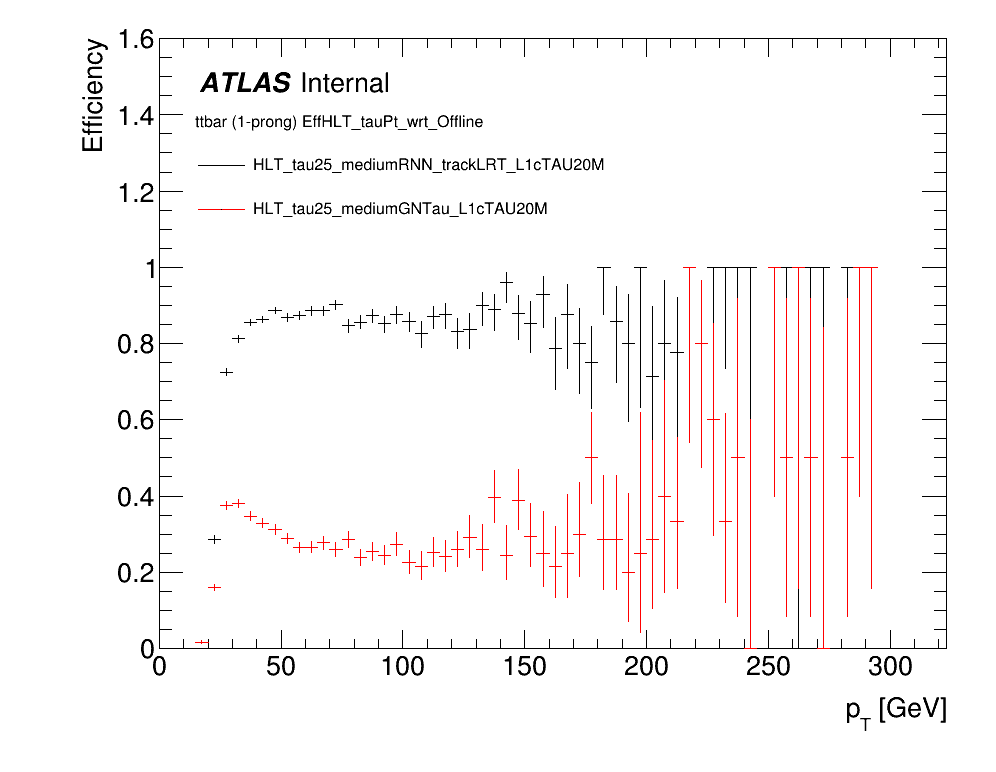 Efficiency
1.6
1.4
1.2
1
0.8
0.6
0.4
0.2
0
ATLAS Internal
ttbar (1-prong) EffHLT_tauPt_wrt_Offline
HLT_tau25_mediumRNN_trackLRT_L1cTAU20M
HLT_tau25_mediumGNTau_L1cTAU20M
0 50 100 150 200 250 300
pT [GeV]